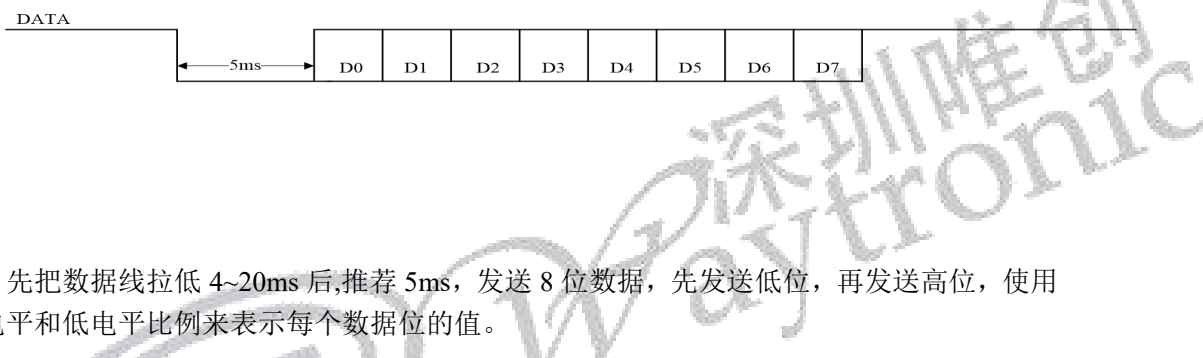 DATA
5ms D0 D1 D2 D3 D4 D5 D6 D7
深圳唯创
Waytronic
先把数据线拉低 4~20ms 后,推荐 5ms，发送 8 位数据，先发送低位，再发送高位，使用
电平和低电平比例来表示每个数据位的值。